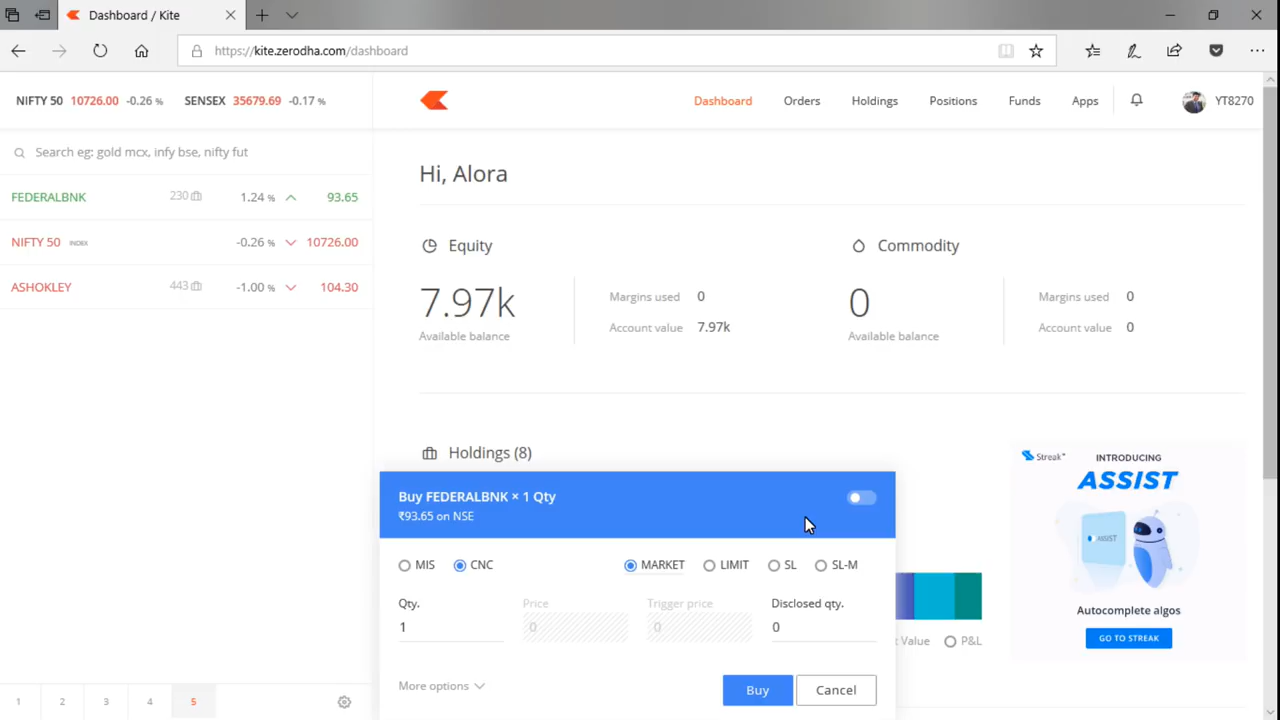 Dashboard / Kite
https://kite.zerodha.com/dashboard
NIFTY 50 10726.00 -0.26 % SENSEX 35679.69 -0.17 %
Dashboard Orders Holdings Positions Funds Apps YT8270
Search eg: gold mcx, infy bse, nifty fut
FEDERALBNK 230 1.24 % 93.65
NIFTY 50 INDEX -0.26 % 10726.00
ASHOKLEY 443 -1.00 % 104.30
Hi, Alora
Equity
7.97k
Available balance
Margins used 0
Account value 7.97k
Commodity
0
Available balance
Margins used 0
Account value 0
Holdings (8)
Buy FEDERALBNK × 1 Qty
₹93.65 on NSE
MIS CNC MARKET LIMIT SL SL-M
Qty. Price Trigger price Disclosed qty.
1 0 0 0
More options Buy Cancel
t Value P&L
Streak
INTRODUCING
ASSIST
ASSIST
Autocomplete algos
GO TO STREAK
1 2 3 4 5